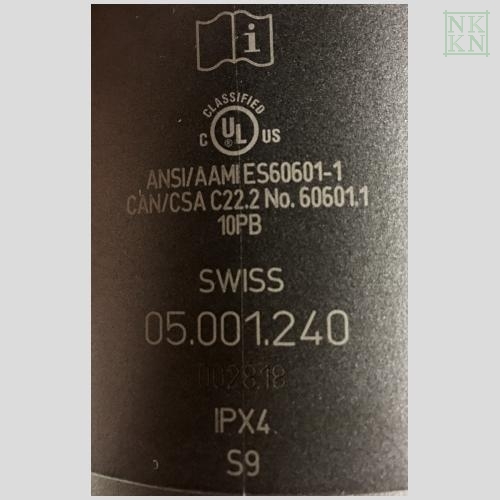 NK
KN
i
CLASSIFIED
C UL® US
ANSI/AAMI ES60601-1
CAN/CSA C22.2 No. 60601.1
10PB
SWISS
05.001.240
IPX4
S9